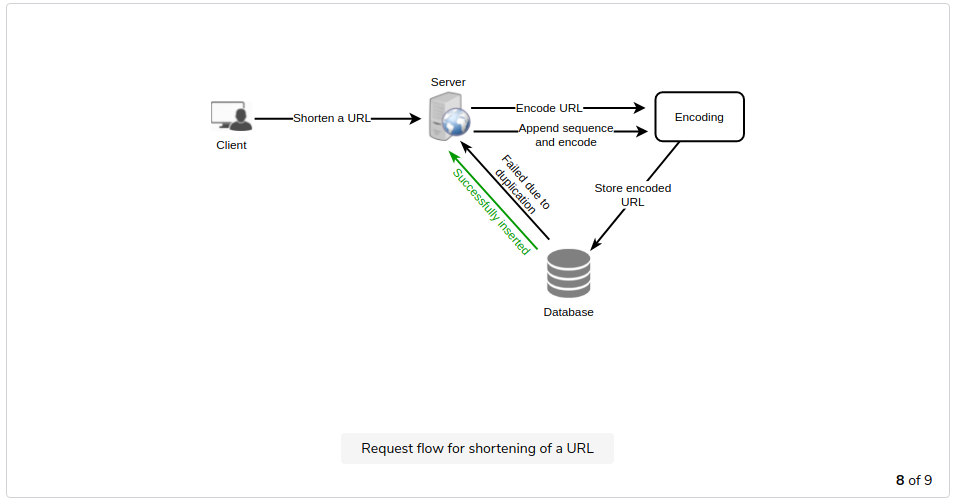 Server
Shorten a URL
Client
Encode URL
Append sequence
and encode
Encoding
Failed due to
duplication
Successfully inserted
Store encoded
URL
Database
Request flow for shortening of a URL
8 of 9